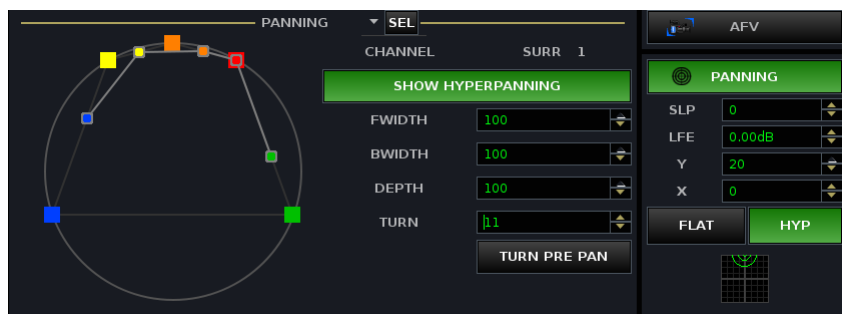 PANNING SEL
CHANNEL SURR 1
SHOW HYPERPANNING
FWIDTH 100
BWIDTH 100
DEPTH 100
TURN 11
TURN PRE PAN
AFV
PANNING
SLP 0
LFE 0.00dB
Y 20
X 0
FLAT HYP